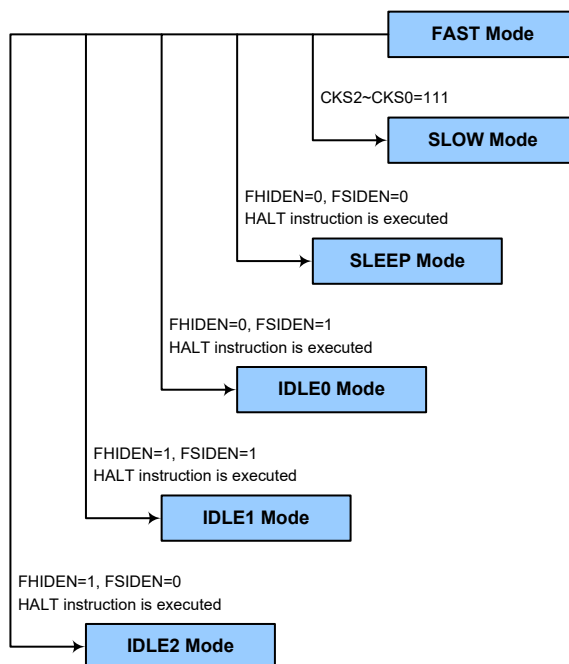 FAST Mode
CKS2~CKS0=111
SLOW Mode
FHIDEN=0, FSIDEN=0
HALT instruction is executed
SLEEP Mode
FHIDEN=0, FSIDEN=1
HALT instruction is executed
IDLE0 Mode
FHIDEN=1, FSIDEN=1
HALT instruction is executed
IDLE1 Mode
FHIDEN=1, FSIDEN=0
HALT instruction is executed
IDLE2 Mode